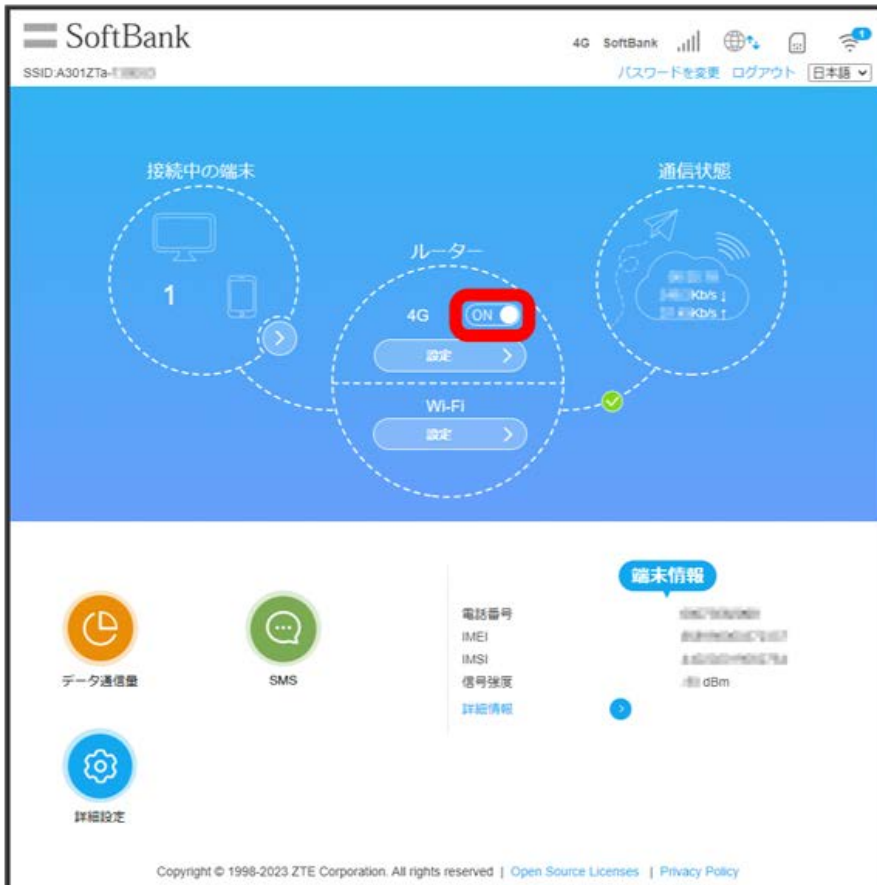 SoftBank
4G SoftBank 1
SSID:A301ZTa-
パスワードを変更 ログアウト 日本語
接続中の端末
通信状態
ルーター
1
4G ON
Kb/s ↓
Kb/s ↑
設定
Wi-Fi
設定
端末情報
電話番号
IMEI
IMSI
信号強度 dBm
詳細情報
データ通信量
SMS
詳細設定
Copyright © 1998-2023 ZTE Corporation. All rights reserved | Open Source Licenses | Privacy Policy